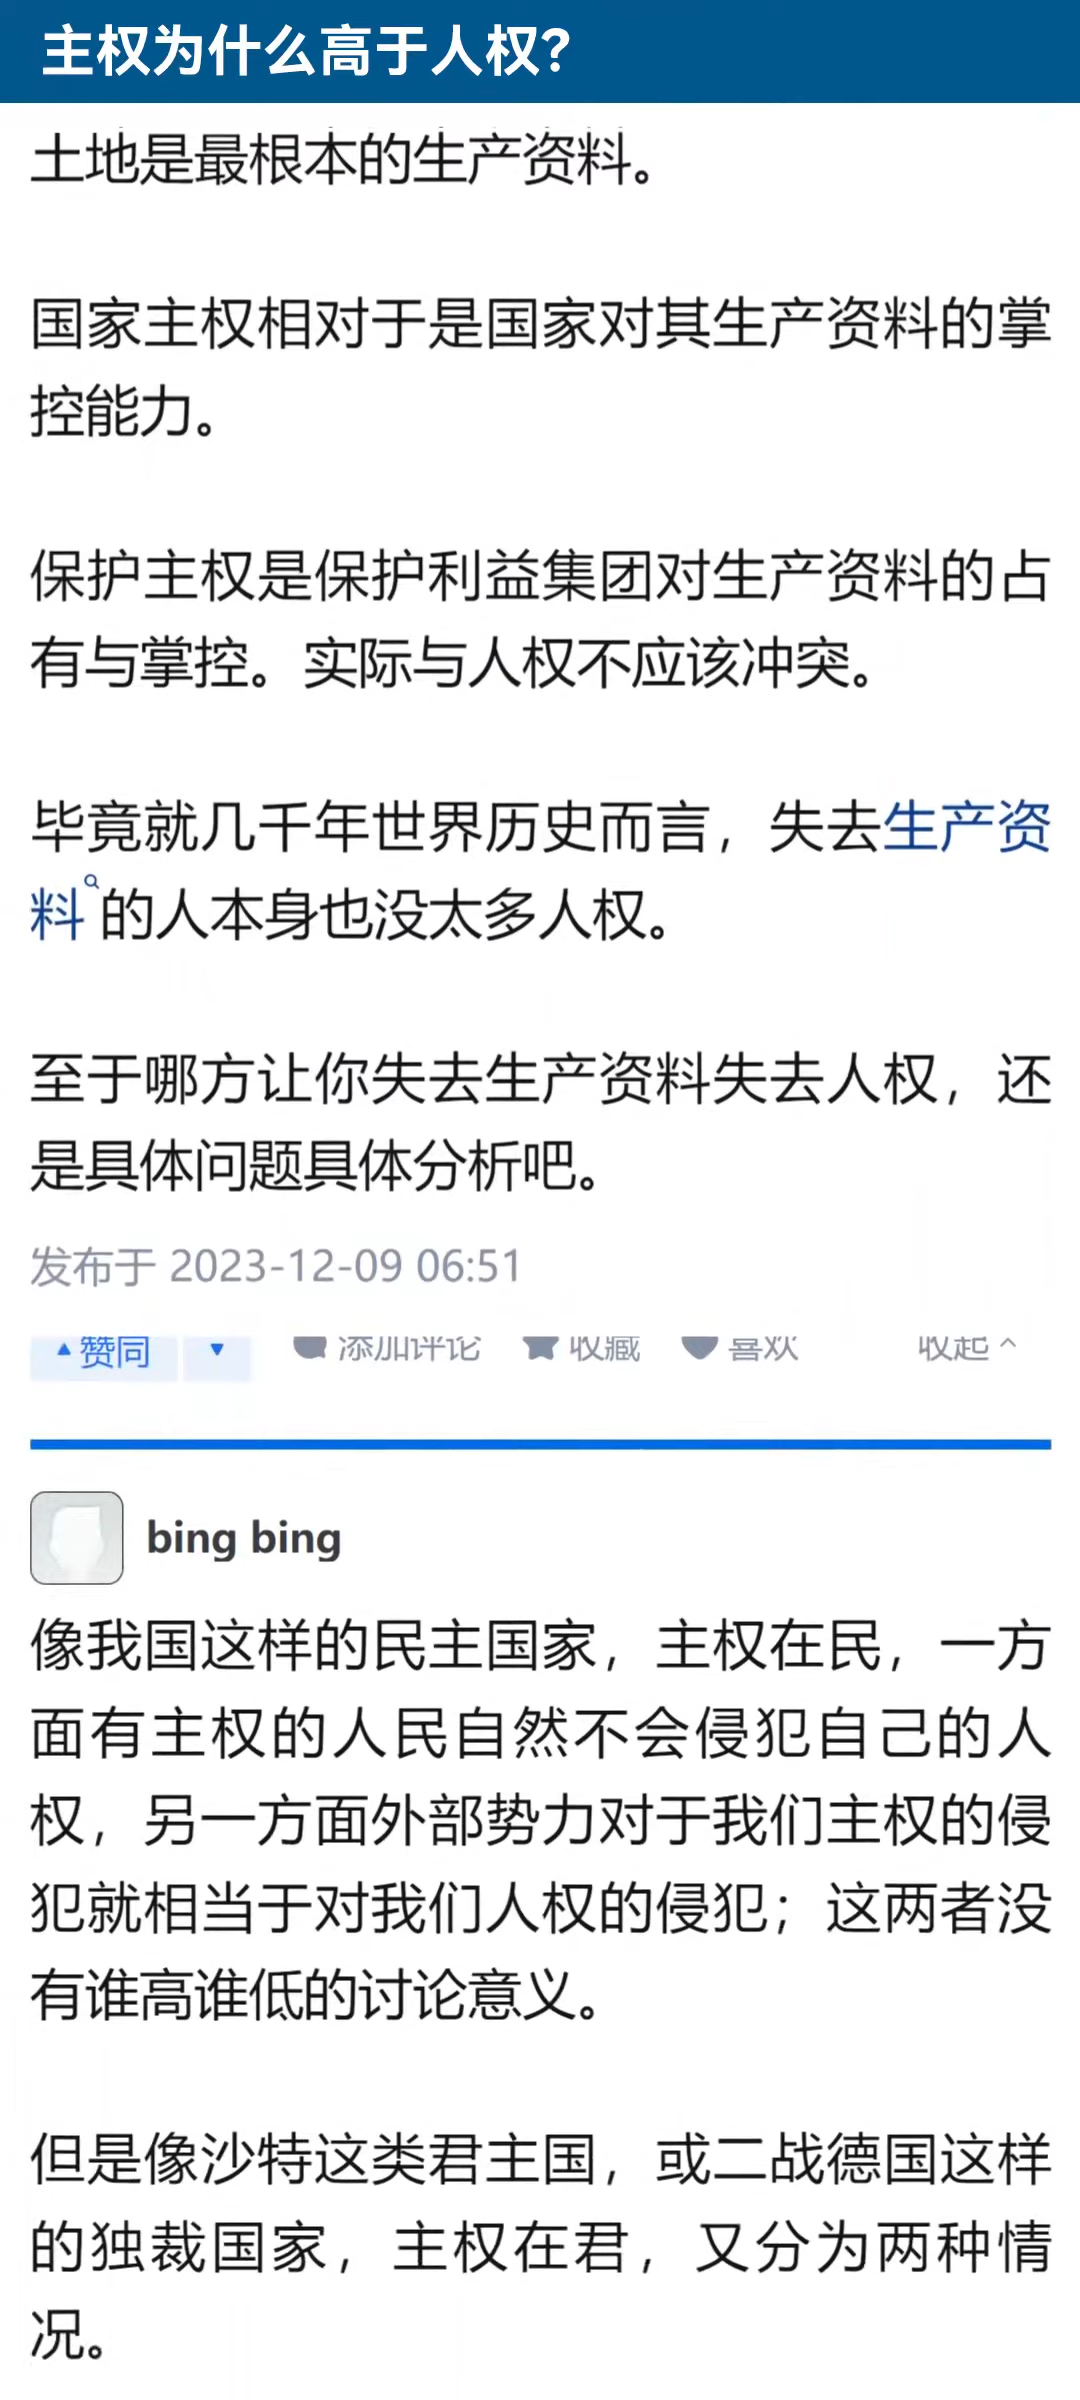 主权为什么高于人权?
土地是最根本的生产资料。
国家主权相对于是国家对其生产资料的掌
控能力。
保护主权是保护利益集团对生产资料的占
有与掌控。实际与人权不应该冲突。
毕竟就几千年世界历史而言，失去生产资
料的人本身也没太多人权。
至于哪方让你失去生产资料失去人权，还
是具体问题具体分析吧。
发布于 2023-12-09 06:51
赞同 添加评论 收藏 喜欢 收起
bing bing
像我国这样的民主国家，主权在民，一方
面有主权的人民自然不会侵犯自己的人
权，另一方面外部势力对于我们主权的侵
犯就相当于对我们人权的侵犯；这两者没
有谁高谁低的讨论意义。
但是像沙特这类君主国，或二战德国这样
的独裁国家，主权在君，又分为两种情
况。